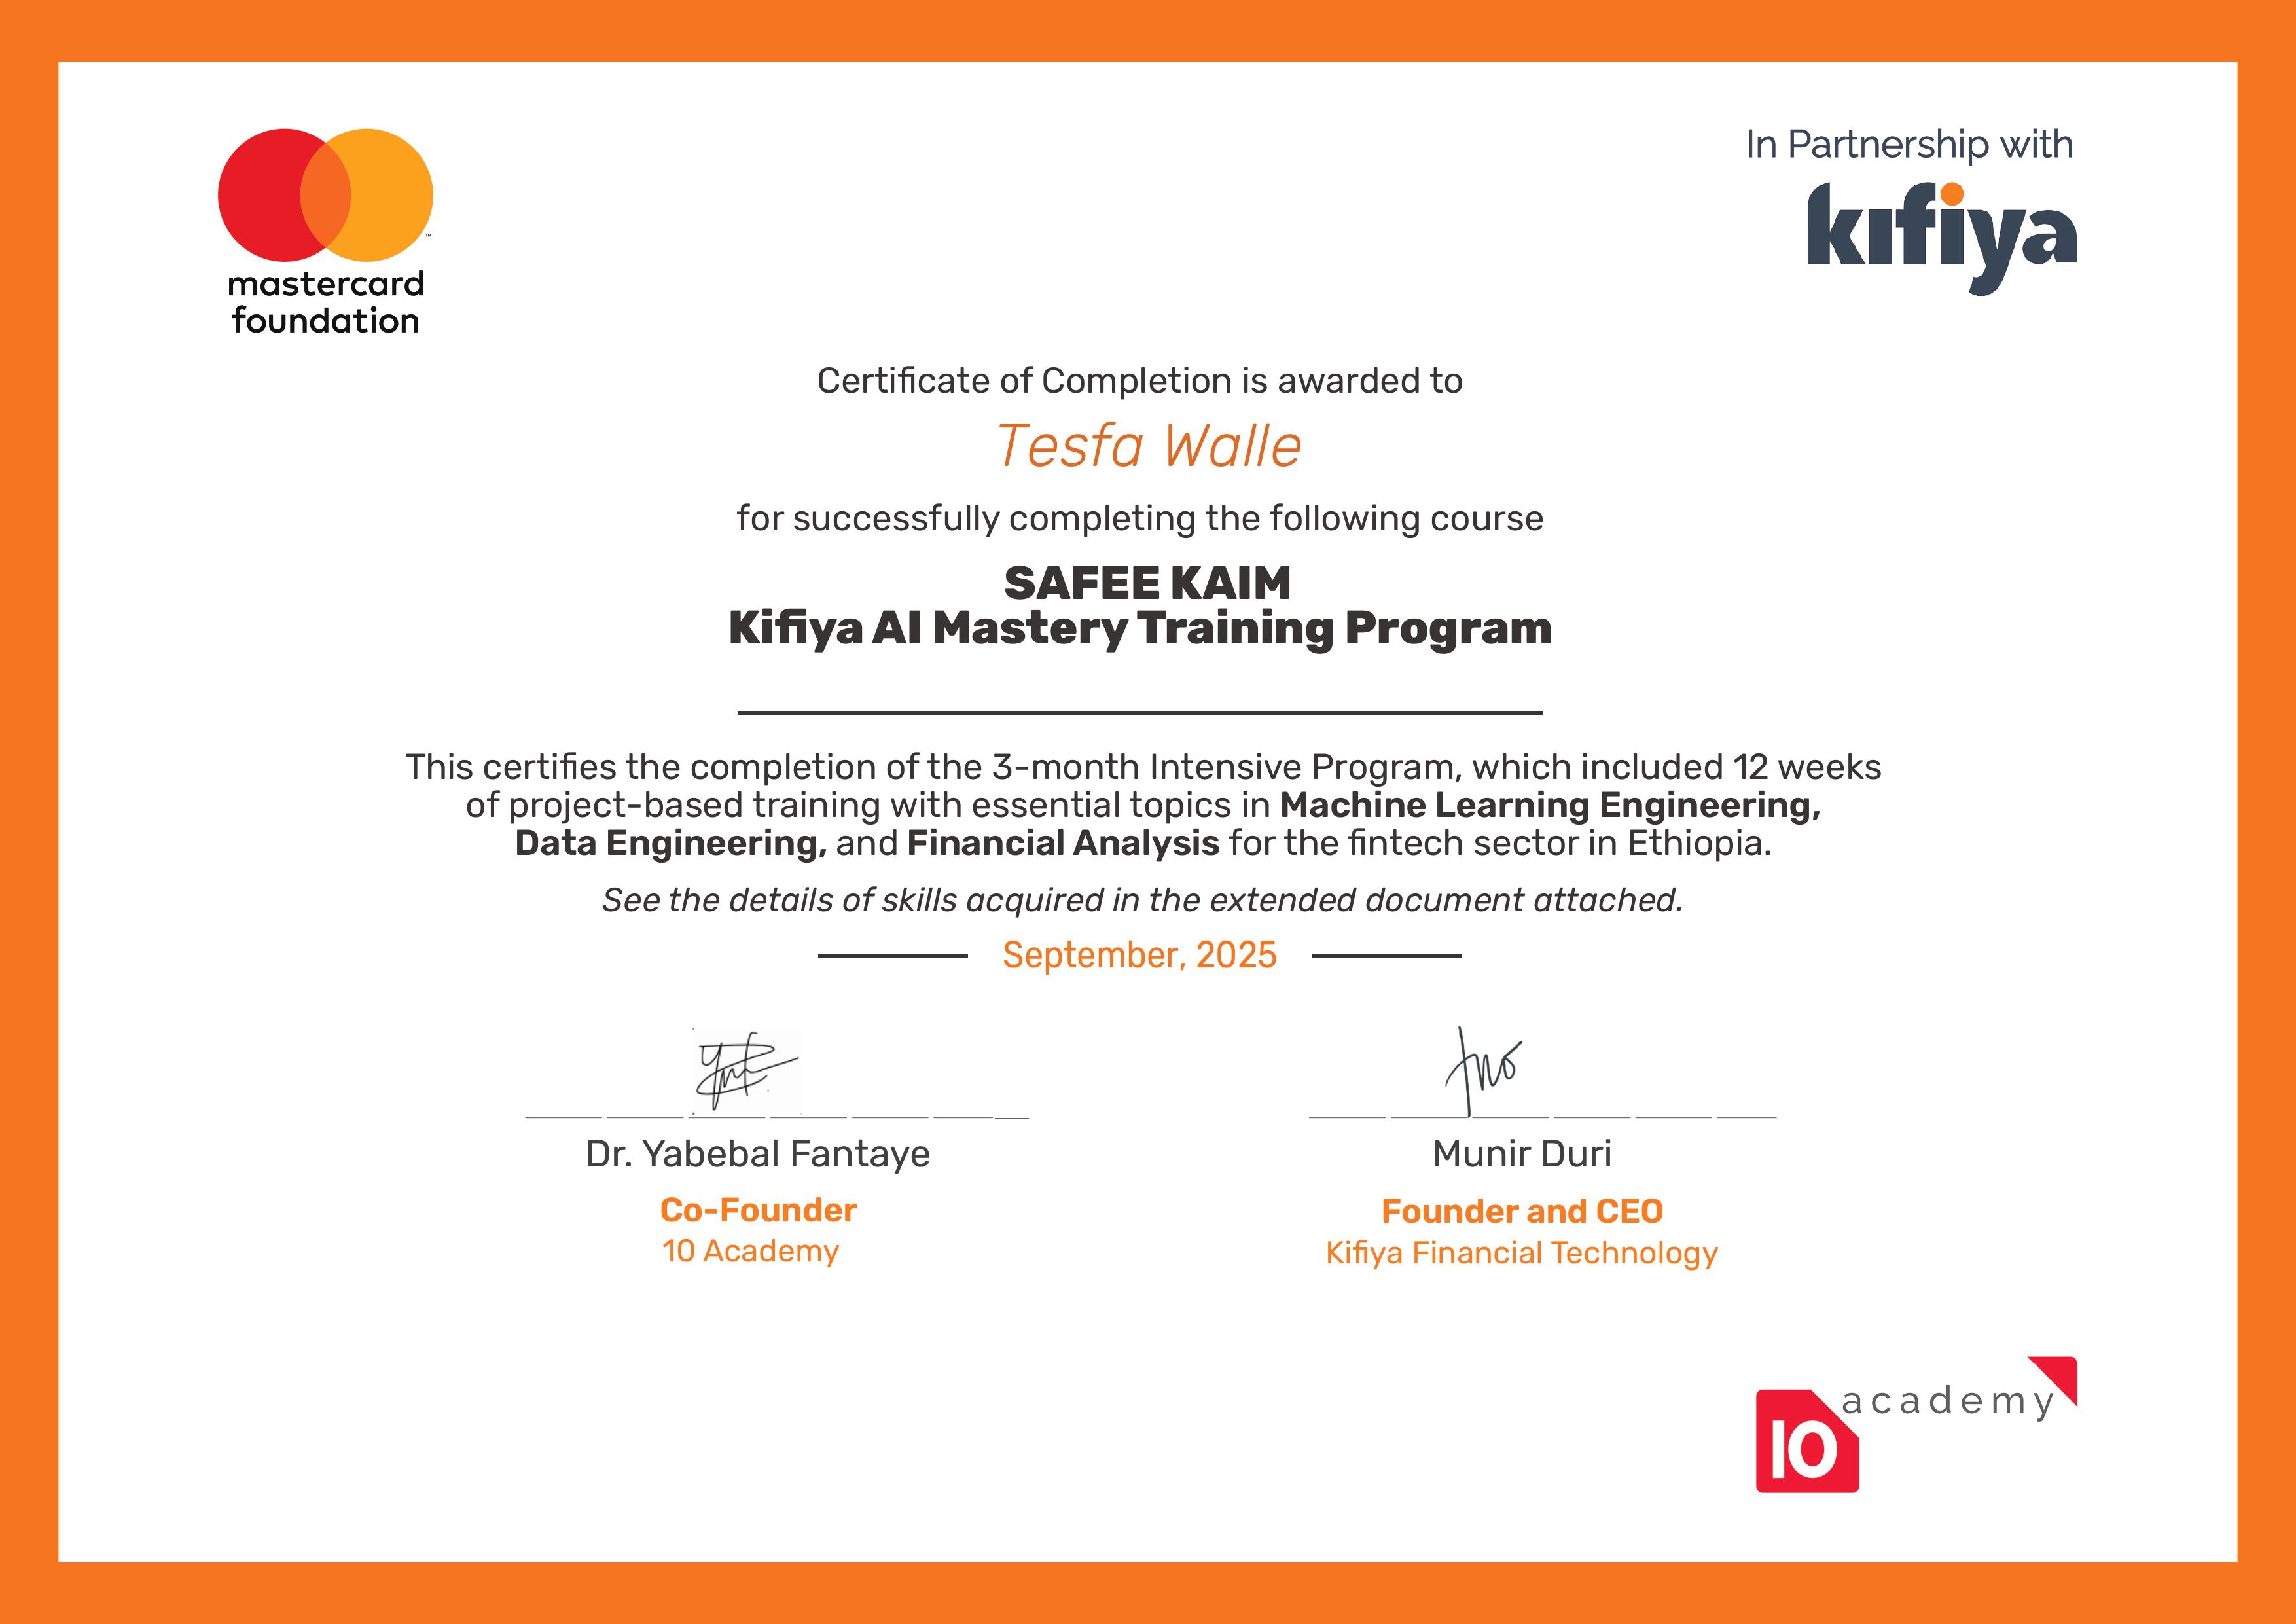 mastercard
foundation
In Partnership with
kifiya
Certificate of Completion is awarded to
Tesfa Walle
for successfully completing the following course
SAFEE KAIM
Kifiya AI Mastery Training Program
This certifies the completion of the 3-month Intensive Program, which included 12 weeks
of project-based training with essential topics in Machine Learning Engineering,
Data Engineering, and Financial Analysis for the fintech sector in Ethiopia.
See the details of skills acquired in the extended document attached.
September, 2025
Dr. Yabebal Fantaye
Co-Founder
10 Academy
Munir Duri
Founder and CEO
Kifiya Financial Technology
10 academy